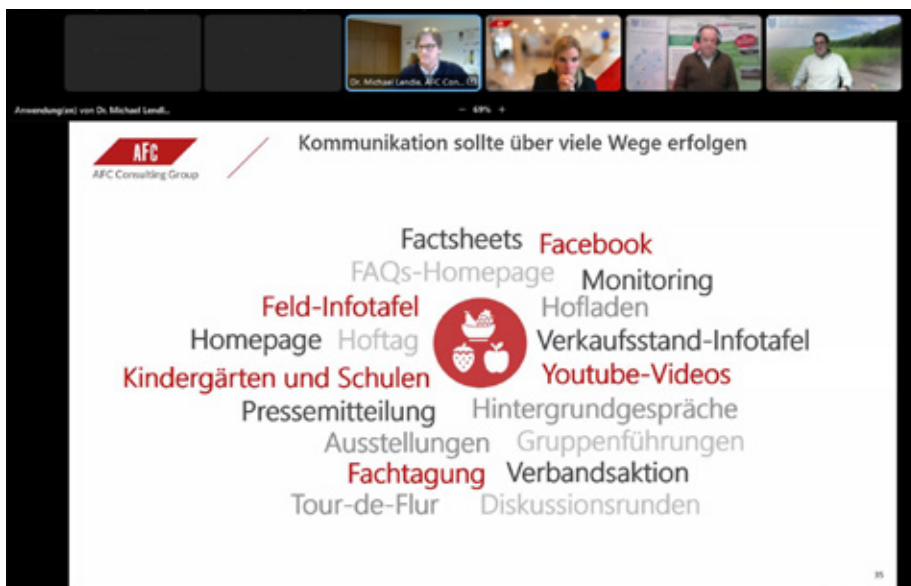 Dr. Michael Lendle, AFC Con...
Anwendung(en) von Dr. Michael Lendl...
— 69% +
AFC
AFC Consulting Group
Kommunikation sollte über viele Wege erfolgen
Factsheets Facebook
FAQs-Homepage Monitoring
Feld-Infotafel Hofladen
Homepage Hoftag Verkaufsstand-Infotafel
Kindergärten und Schulen Youtube-Videos
Pressemitteilung Hintergrundgespräche
Ausstellungen Gruppenführungen
Fachtagung Verbandsaktion
Tour-de-Flur Diskussionsrunden
35